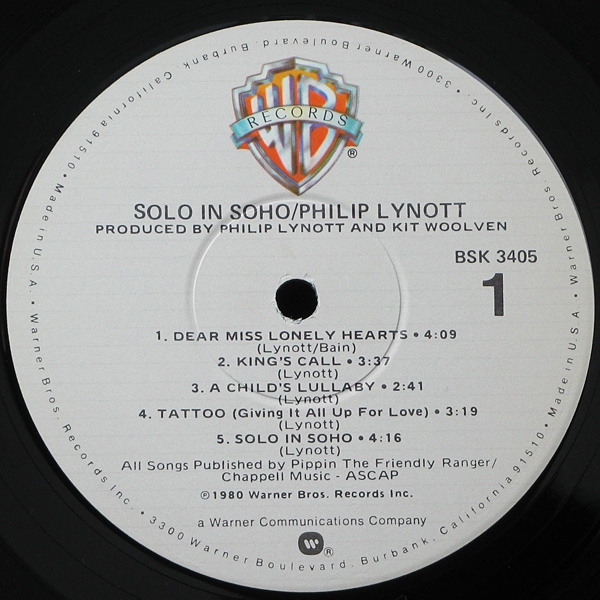 WB
RECORDS
®
SOLO IN SOHO/PHILIP LYNOTT
PRODUCED BY PHILIP LYNOTT AND KIT WOOLVEN
BSK 3405
1
1. DEAR MISS LONELY HEARTS • 4:09
(Lynott/Bain)
2. KING'S CALL • 3:37
(Lynott)
3. A CHILD'S LULLABY • 2:41
(Lynott)
4. TATTOO (Giving It All Up For Love) • 3:19
(Lynott)
5. SOLO IN SOHO • 4:16
(Lynott)
All Songs Published by Pippin The Friendly Ranger/
Chappell Music - ASCAP
℗1980 Warner Bros. Records Inc.
a Warner Communications Company
®
Made in U.S.A. • Warner Bros. Records Inc. • 3300 Warner Boulevard, Burbank, California 91510 • Made in U.S.A. • Warner Bros. Records Inc. • 3300 Warner Boulevard, Burbank, California 91510 •